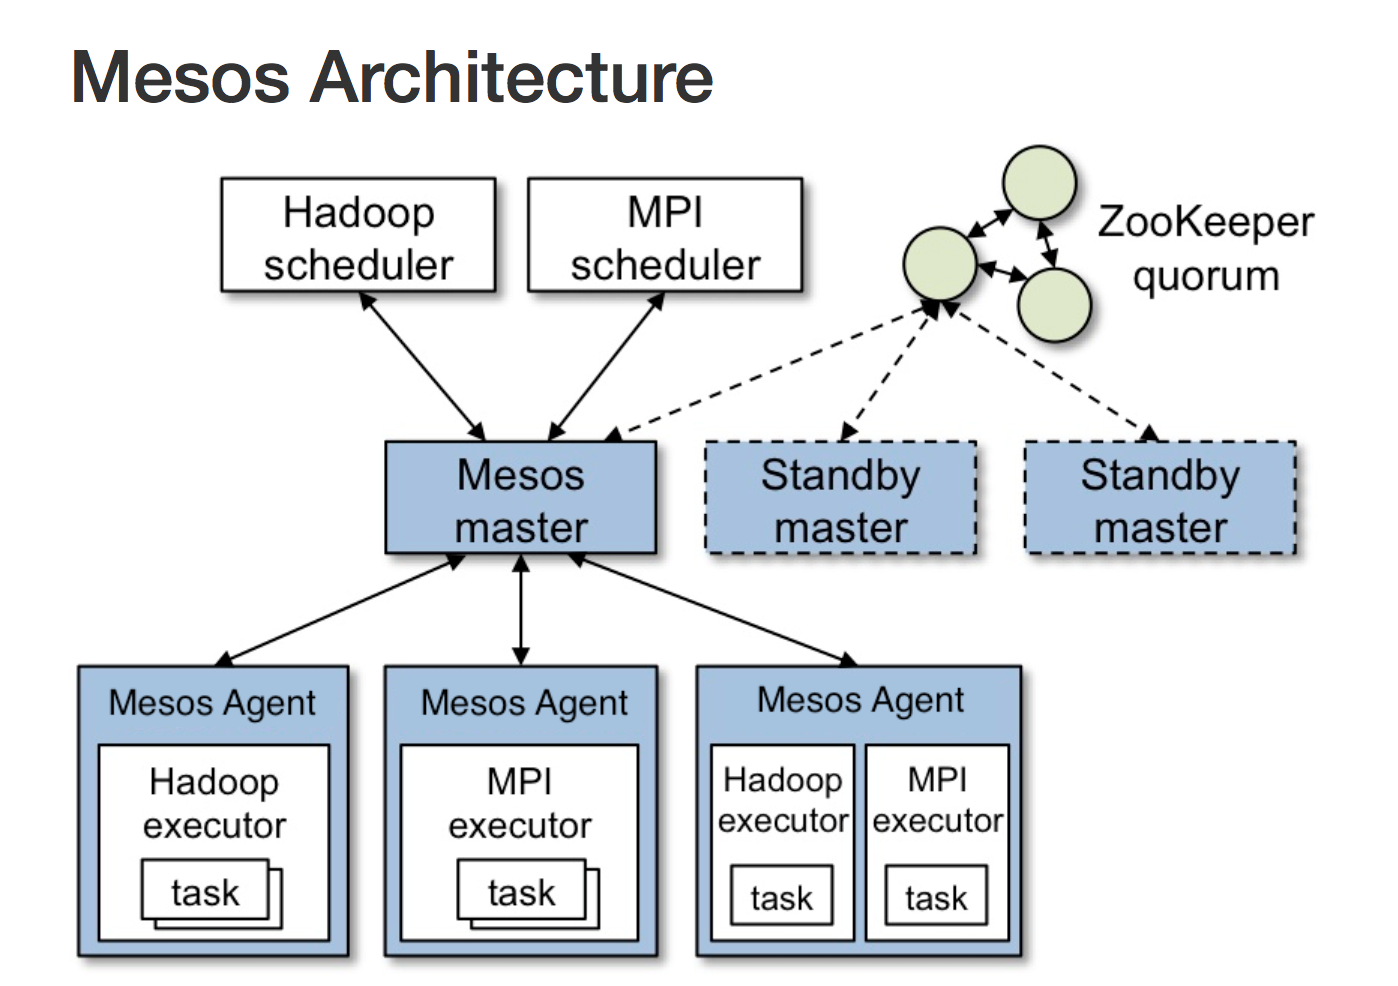 Mesos Architecture
Hadoop
scheduler
MPI
scheduler
ZooKeeper
quorum
Mesos
master
Standby
master
Standby
master
Mesos Agent
Hadoop
executor
task
Mesos Agent
MPI
executor
task
Mesos Agent
Hadoop
executor
task
MPI
executor
task